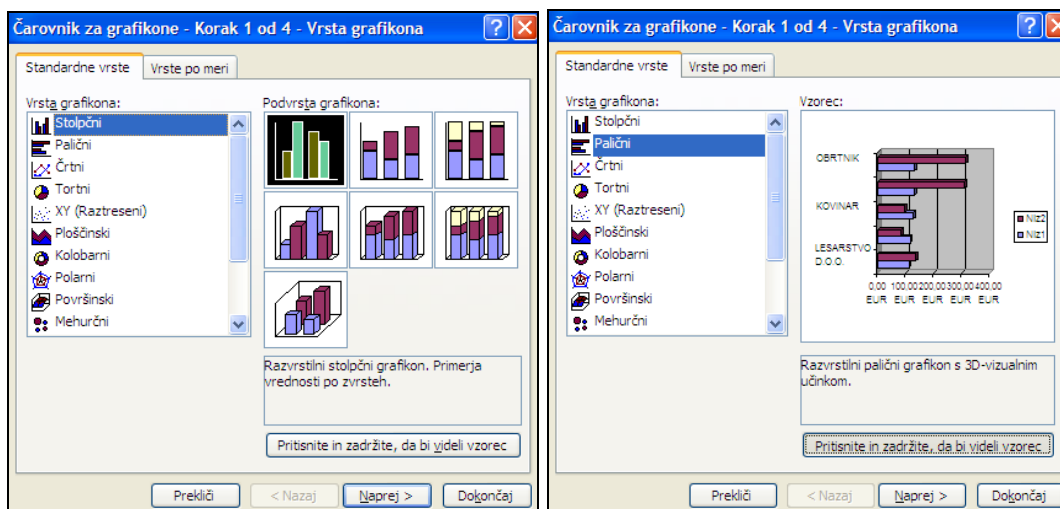 Čarovnik za grafikone - Korak 1 od 4 - Vrsta grafikona
Standardne vrste
Vrste po meri
Vrsta grafikona:
Stolpčni
Palični
Črtni
Tortni
XY (Raztreseni)
Ploščinski
Kolobarni
Polarni
Površinski
Mehurčni
Podvrsta grafikona:
Razvrstilni stolpčni grafikon. Primerja
vrednosti po zvrsteh.
Pritisnite in zadržite, da bi videli vzorec
Prekliči
< Nazaj
Naprej >
Dokončaj
Čarovnik za grafikone - Korak 1 od 4 - Vrsta grafikona
Standardne vrste
Vrste po meri
Vrsta grafikona:
Stolpčni
Palični
Črtni
Tortni
XY (Raztreseni)
Ploščinski
Kolobarni
Polarni
Površinski
Mehurčni
Vzorec:
OBRTNIK
KOVINAR
LESARSTVO
D.O.O.
0,00 100,00 200,00 300,00 400,00
EUR EUR EUR EUR EUR
Niz2
Niz1
Razvrstilni palični grafikon s 3D-vizualnim
učinkom.
Pritisnite in zadržite, da bi videli vzorec
Prekliči
< Nazaj
Naprej >
Dokončaj